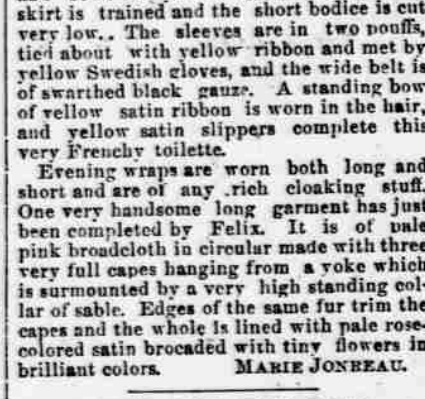 skirt is trained and the short bodice is cut
very low.. The sleeves are in two pouffs,
tied about with yellow ribbon and met by
yellow Swedish gloves, and the wide belt is
of swarthed black gauze. A standing bow
of yellow satin ribbon is worn in the hair,
and yellow satin slippers complete this
very Frenchy toilette.
Evening wraps are worn both long and
short and are of any rich cloaking stuff.
One very handsome long garment has just
been completed by Felix. It is of pale
pink broadcloth in circular made with three
very full capes hanging from a yoke which
is surmounted by a very high standing col-
lar of sable. Edges of the same fur trim the
capes and the whole is lined with pale rose-
colored satin brocaded with tiny flowers in
brilliant colors. MARIE JONREAU.